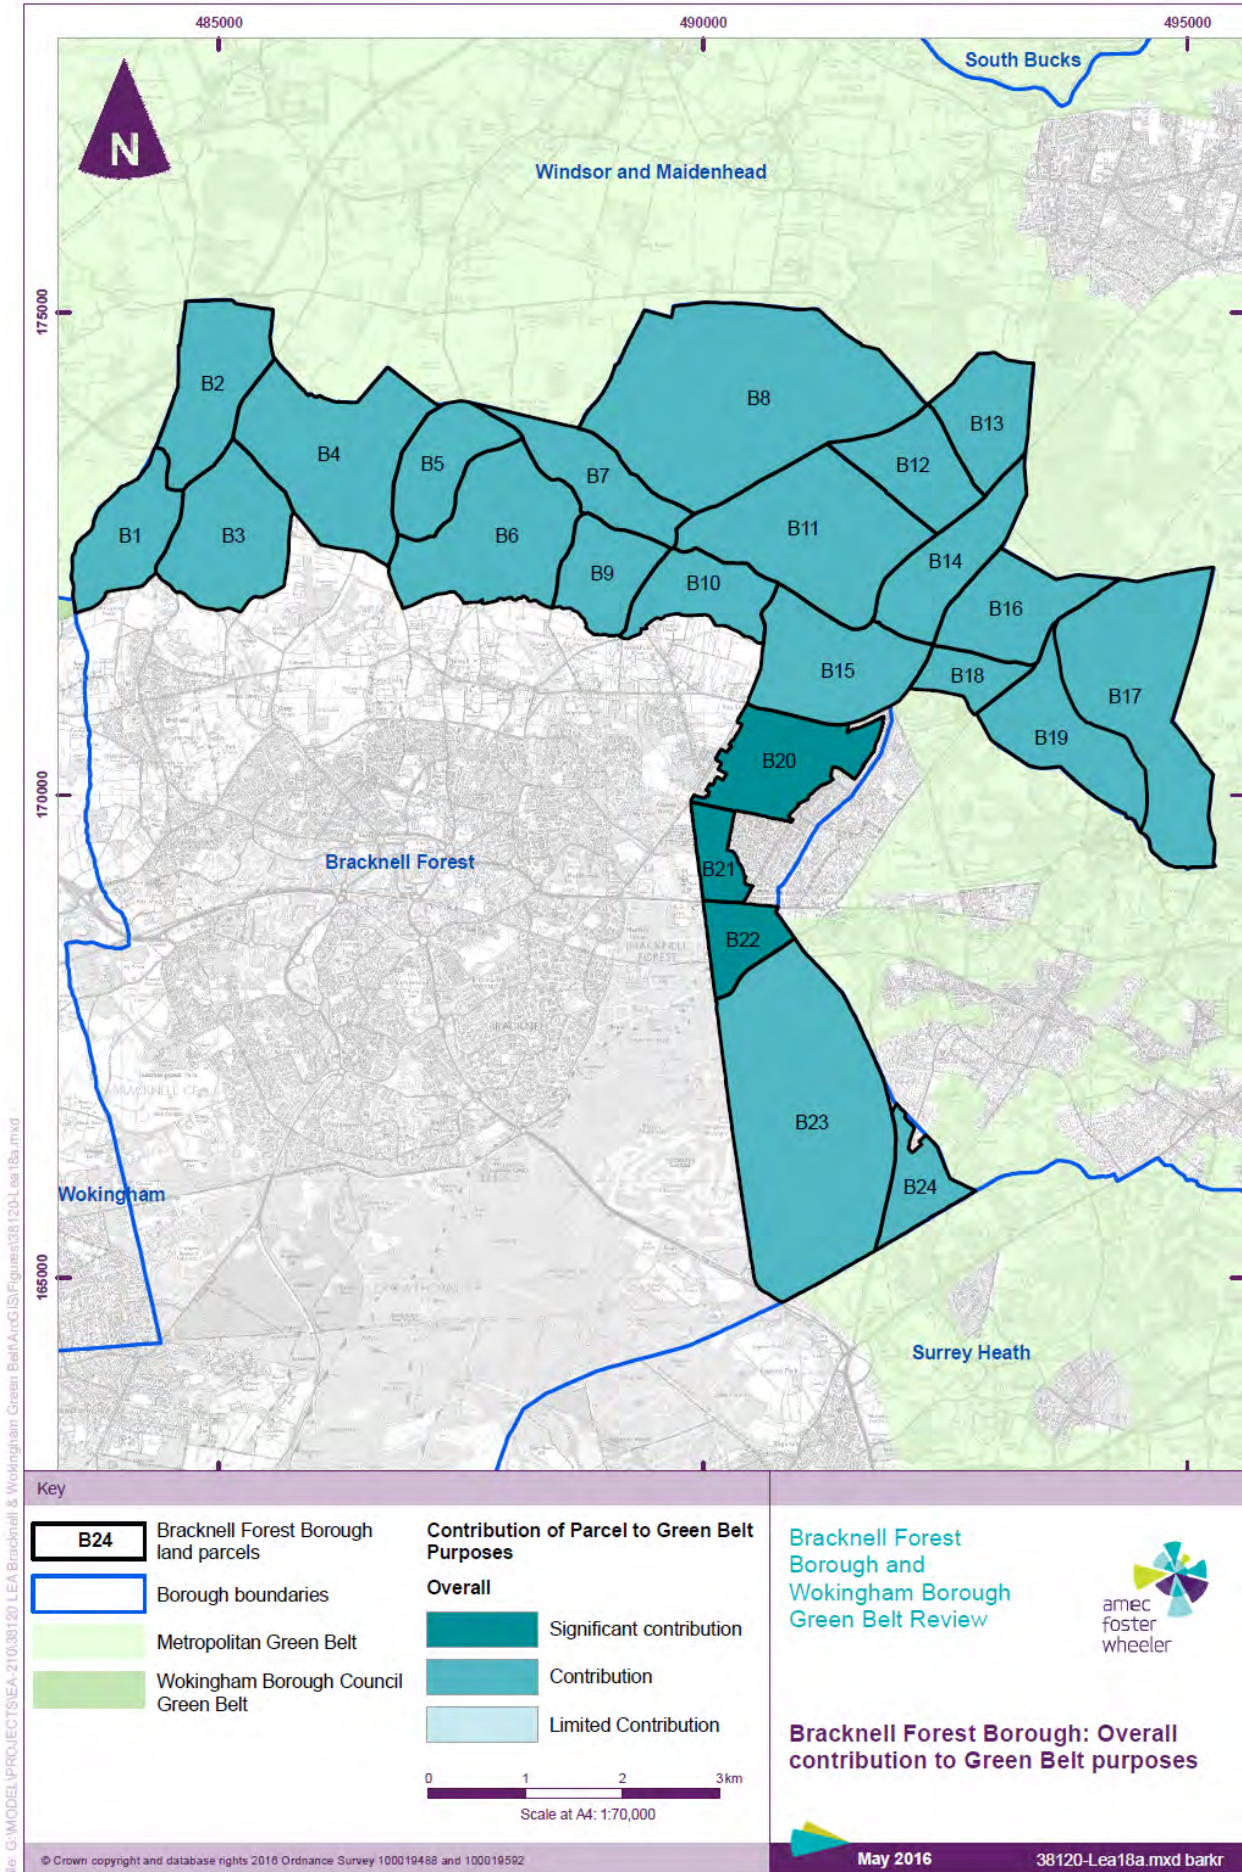 485000
490000
495000
South Bucks
N
Windsor and Maidenhead
175000
B2
B8
B13
B4
B5
B7
B12
B1
B3
B6
B11
B9
B10
B14
B16
B15
B18
B17
B19
B20
170000
Bracknell Forest
B21
B22
BRACKNELL
FOREST
BRACKNELL
B23
B24
Wokingham
165000
Surrey Heath
Key
B24
Bracknell Forest Borough
land parcels
Borough boundaries
Metropolitan Green Belt
Wokingham Borough Council
Green Belt
Contribution of Parcel to Green Belt
Purposes
Overall
Significant contribution
Contribution
Limited Contribution
0 1 2 3 km
Scale at A4: 1:70,000
Bracknell Forest
Borough and
Wokingham Borough
Green Belt Review
amec
foster
wheeler
Bracknell Forest Borough: Overall
contribution to Green Belt purposes
© Crown copyright and database rights 2016 Ordnance Survey 100019488 and 100019592
May 2016
38120-Lea18a.mxd barkr